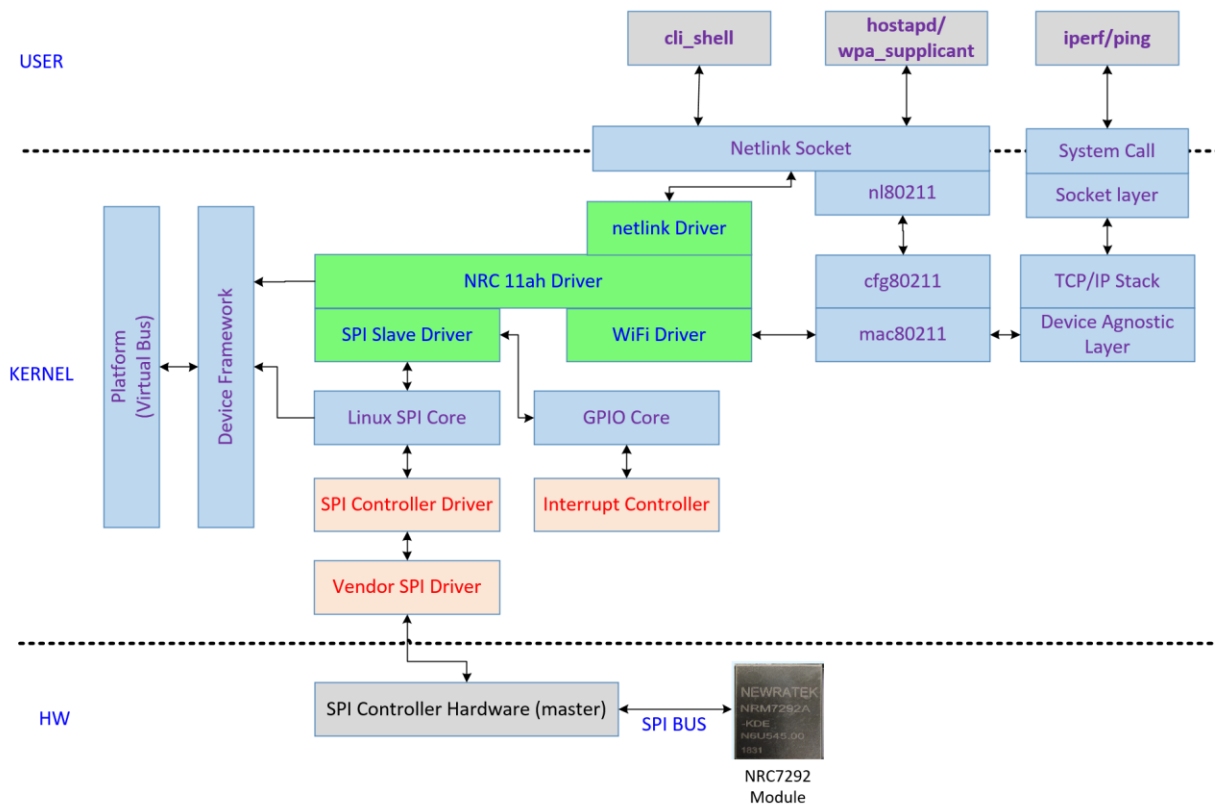 cli_shell
hostapd/
wpa_supplicant
iperf/ping
USER
Netlink Socket
System Call
nl80211
Socket layer
netlink Driver
NRC 11ah Driver
cfg80211
TCP/IP Stack
SPI Slave Driver
WiFi Driver
mac80211
Device Agnostic
Layer
KERNEL
Platform
(Virtual Bus)
Device Framework
Linux SPI Core
GPIO Core
SPI Controller Driver
Interrupt Controller
Vendor SPI Driver
HW
SPI Controller Hardware (master)
SPI BUS
NEWRATEK
NRM7292A
-KDE
N6U545.00
1831
NRC7292
Module